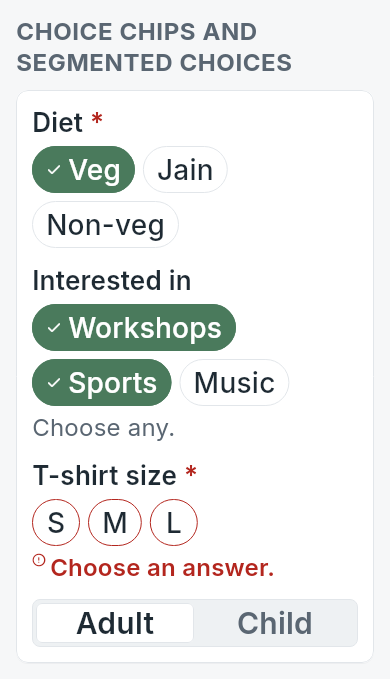 CHOICE CHIPS AND
SEGMENTED CHOICES
Diet *
Veg Jain
Non-veg
Interested in
Workshops
Sports Music
Choose any.
T-shirt size *
S M L
Choose an answer.
Adult Child